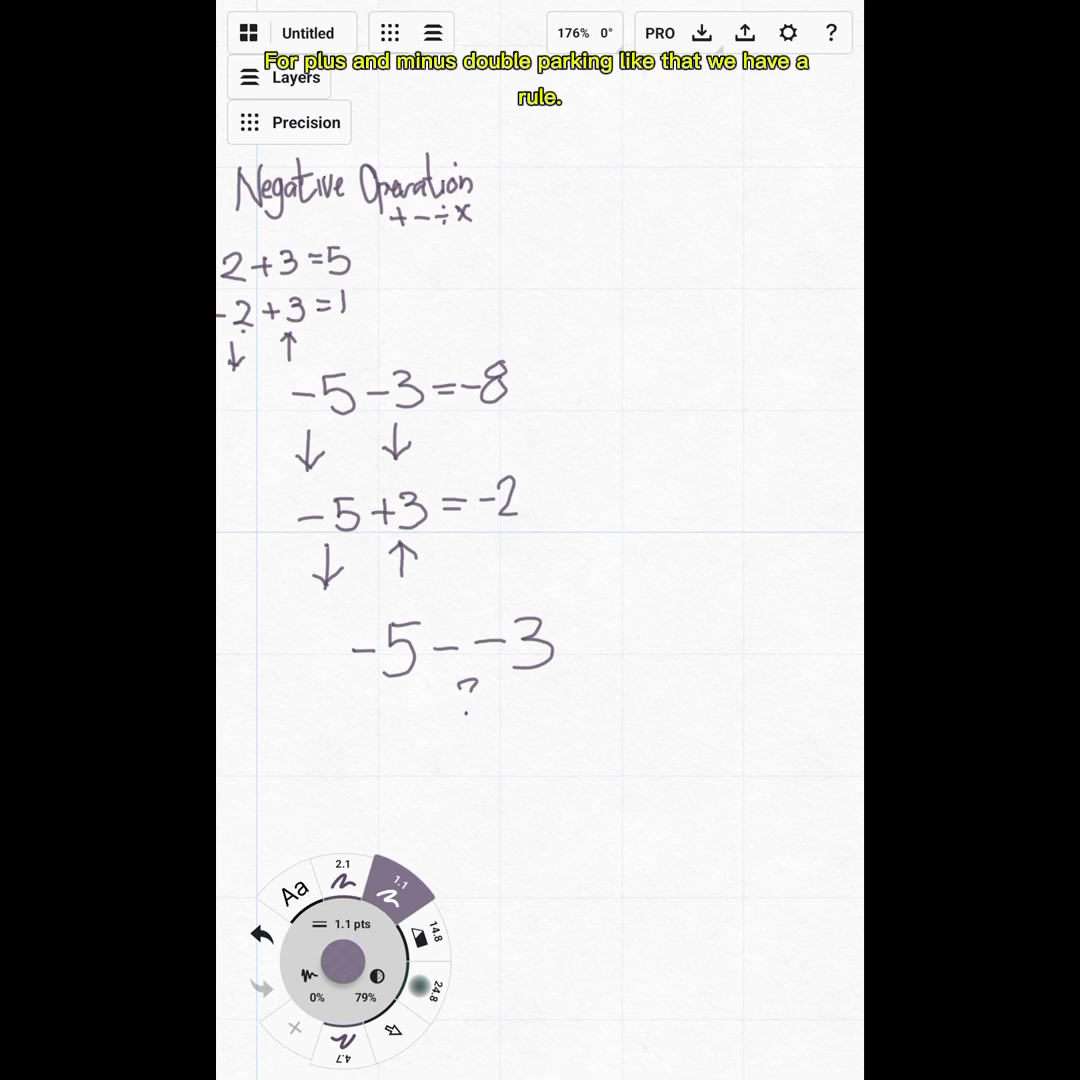 Untitled
176% 0°
PRO
?
For plus and minus double parking like that we have a
rule.
Layers
Precision
Negative Operation
+ - ÷ x
2+3=5
-2+3=1
↓ ↑
-5-3=-8
↓ ↓
-5+3=-2
↓ ↑
-5--3
?
2.1
1.1
Aa
14.8
1.1 pts
24.8
0% 79%
4.7